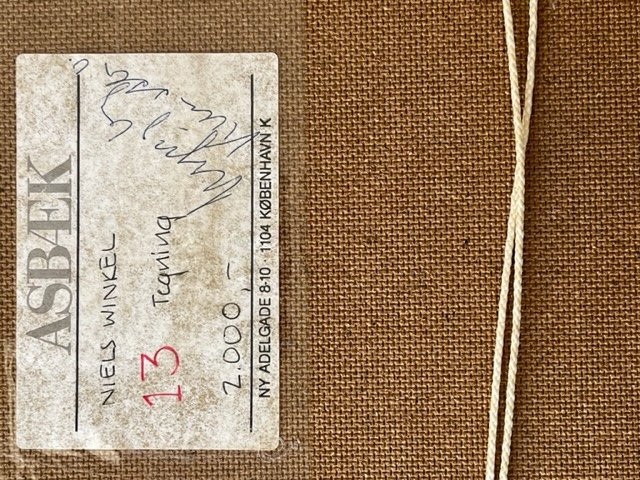 ASBÆK
NIELS WINKEL
13 Tegning
2.000,-
NY ADELGADE 8-10 · 1104 KØBENHAVN K